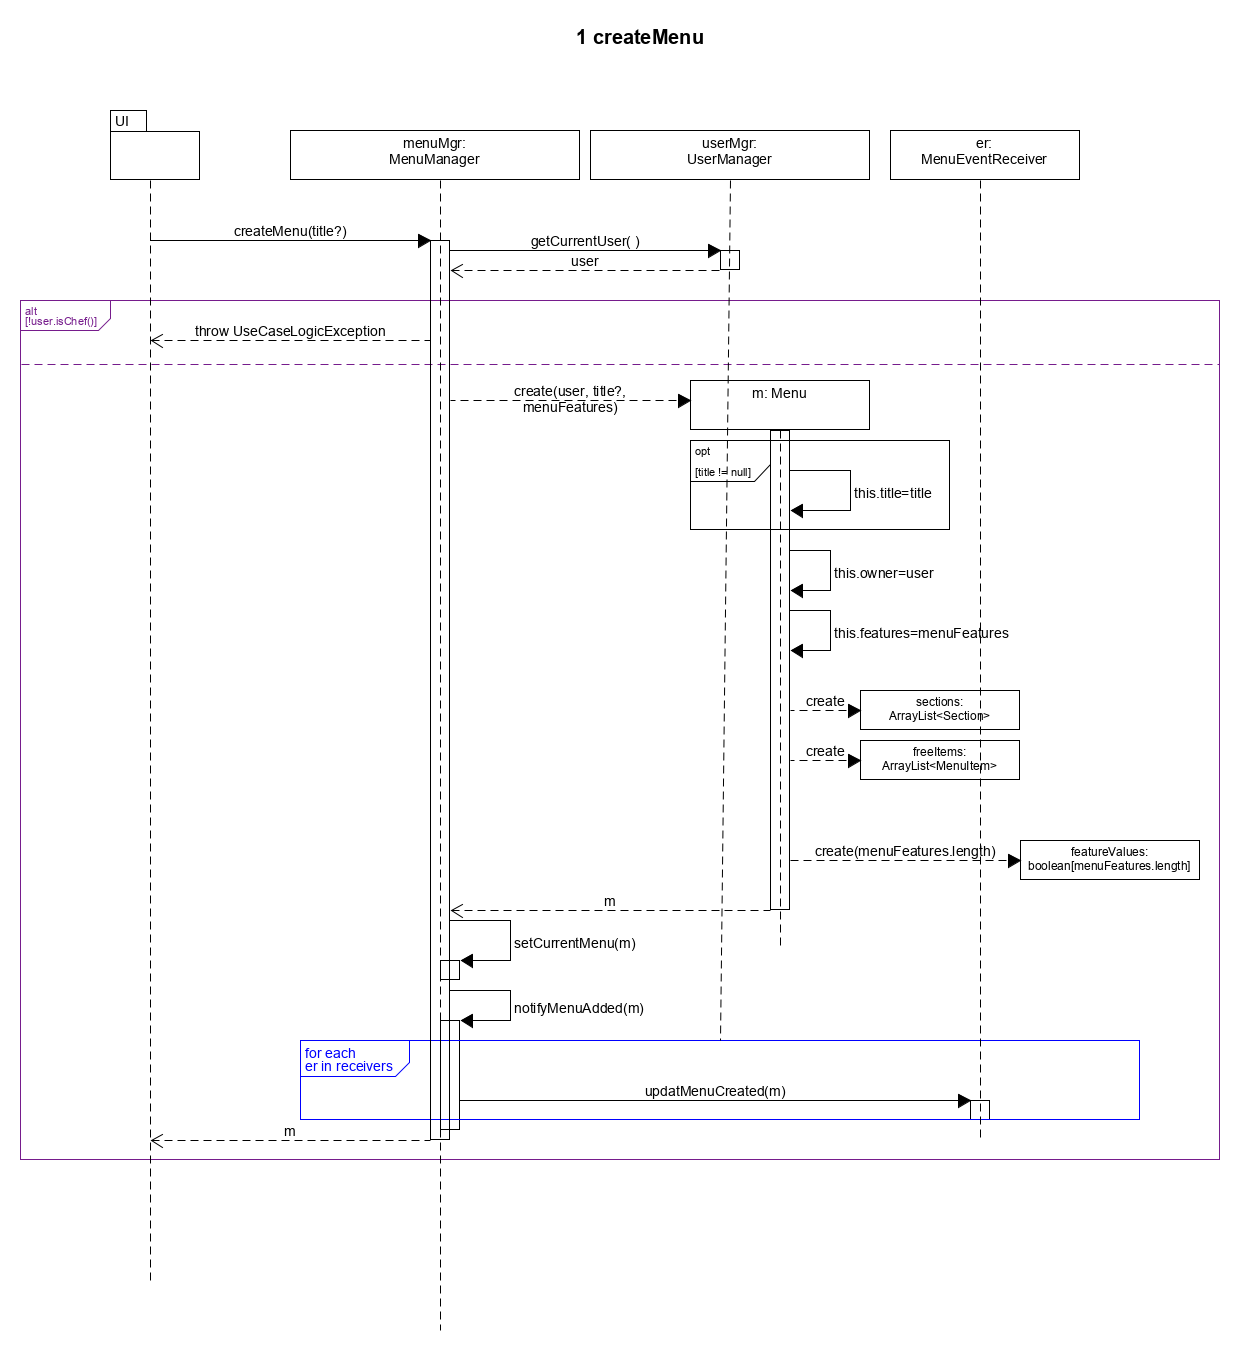 1 createMenu
UI
menuMgr:
MenuManager
userMgr:
UserManager
er:
MenuEventReceiver
createMenu(title?)
getCurrentUser( )
user
alt
[!user.isChef()]
throw UseCaseLogicException
create(user, title?,
menuFeatures)
m: Menu
opt
[title != null]
this.title=title
this.owner=user
this.features=menuFeatures
create
sections:
ArrayList<Section>
create
freeItems:
ArrayList<MenuItem>
create(menuFeatures.length)
featureValues:
boolean[menuFeatures.length]
m
setCurrentMenu(m)
notifyMenuAdded(m)
for each
er in receivers
updatMenuCreated(m)
m